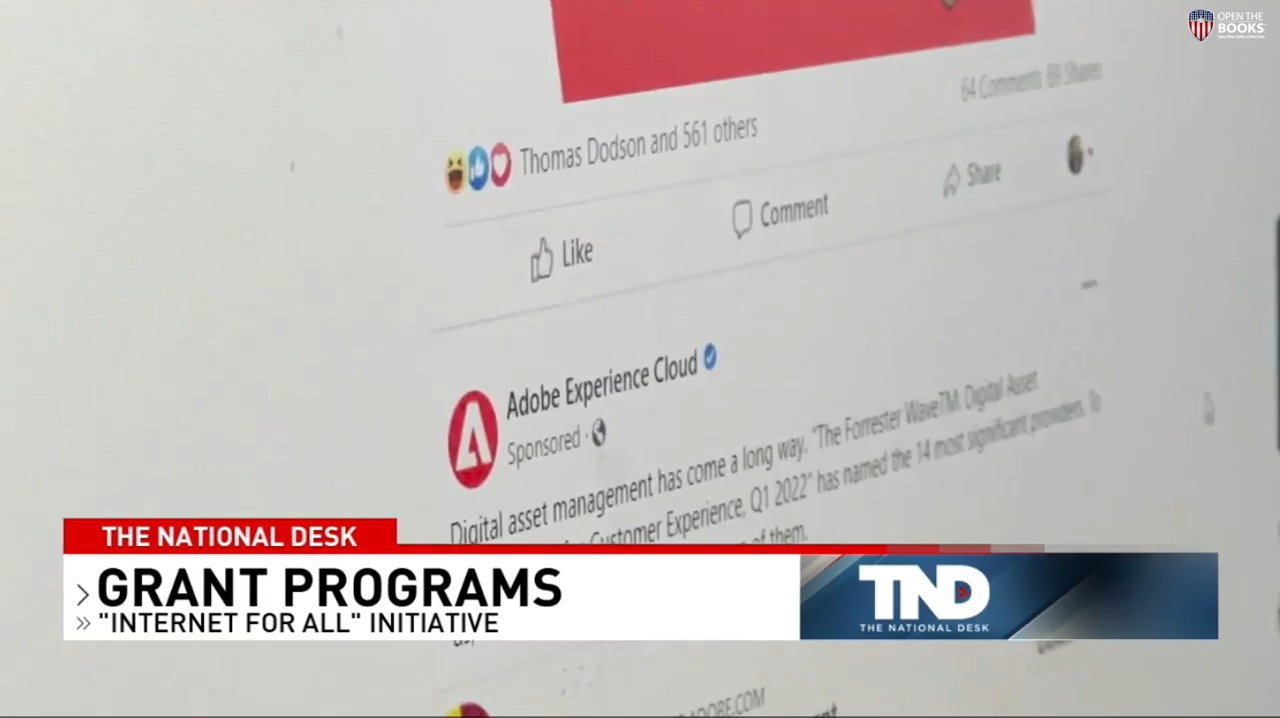 OPEN THE
BOOKS
64 Comments 69 Shares
Thomas Dodson and 561 others
Like
Comment
Share
Adobe Experience Cloud
Sponsored ·
Digital asset management has come a long way. "The Forrester WaveTM: Digital Asset
Customer Experience, Q1 2022" has named the 14 most significant providers. To
of them.
THE NATIONAL DESK
GRANT PROGRAMS
"INTERNET FOR ALL" INITIATIVE
TND
THE NATIONAL DESK
ADOBE.COM